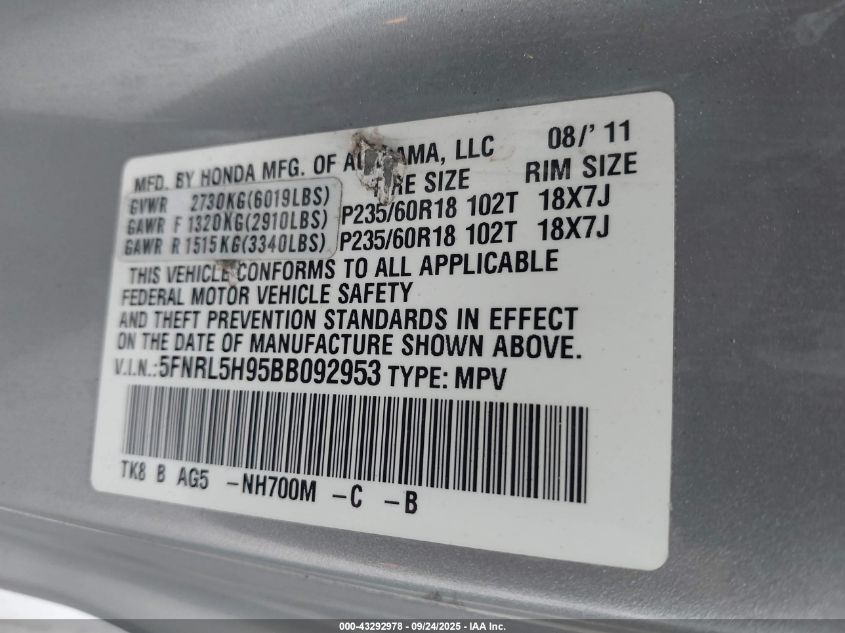 MFD. BY HONDA MFG. OF ALABAMA, LLC 08/'11
TIRE SIZE RIM SIZE
GVWR 2730KG(6019LBS)
GAWR F 1320KG(2910LBS) P235/60R18 102T 18X7J
GAWR R 1515KG(3340LBS) P235/60R18 102T 18X7J
THIS VEHICLE CONFORMS TO ALL APPLICABLE
FEDERAL MOTOR VEHICLE SAFETY
AND THEFT PREVENTION STANDARDS IN EFFECT
ON THE DATE OF MANUFACTURE SHOWN ABOVE.
V.I.N.:5FNRL5H95BB092953 TYPE: MPV
TK8 B AG5 -NH700M -C -B
000-43292978 - 09/24/2025 - IAA Inc.